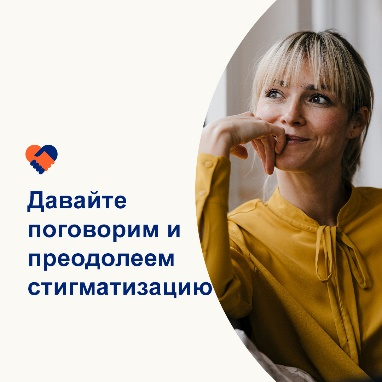 Давайте
поговорим и
преодолеем
стигматизацию